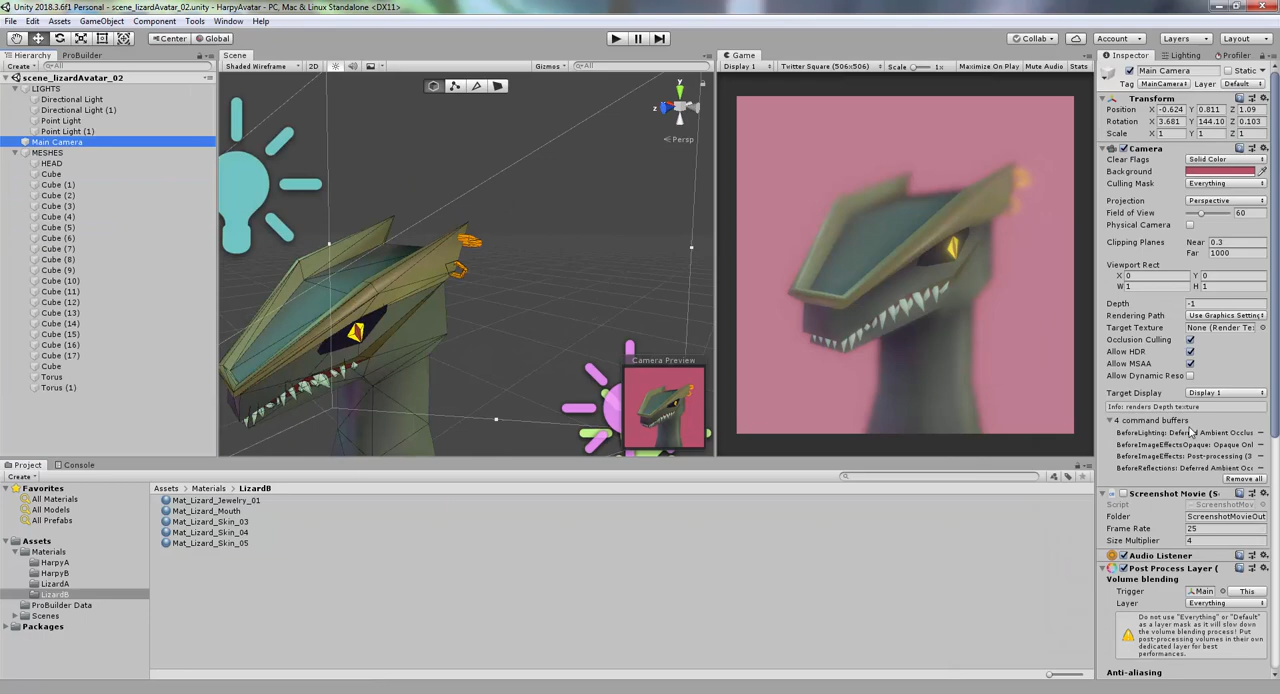 Unity 2018.3.6f1 Personal - scene_lizardAvatar_02.unity - HarpyAvatar - PC, Mac & Linux Standalone <DX11>
File Edit Assets GameObject Component Tools Window Help
Center Global Collab Account Layers Layout
Hierarchy ProBuilder
Create All
scene_lizardAvatar_02
LIGHTS
Directional Light
Directional Light (1)
Point Light
Point Light (1)
Main Camera
MESHES
HEAD
Cube
Cube (1)
Cube (2)
Cube (3)
Cube (4)
Cube (5)
Cube (6)
Cube (7)
Cube (8)
Cube (9)
Cube (10)
Cube (11)
Cube (12)
Cube (13)
Cube (14)
Cube (15)
Cube (16)
Cube (17)
Cube
Torus
Torus (1)
Scene
Shaded Wireframe 2D Gizmos All
y
z
Persp
Camera Preview
Game
Display 1 Twitter Square (506x506) Scale 1x Maximize On Play Mute Audio Stats
Inspector Lighting Profiler
Main Camera Static
Tag MainCamera Layer Default
Transform
Position X -0.624 Y 0.811 Z 1.09
Rotation X 3.681 Y 144.10 Z 0.103
Scale X 1 Y 1 Z 1
Camera
Clear Flags Solid Color
Background
Culling Mask Everything
Projection Perspective
Field of View 60
Physical Camera
Clipping Planes Near 0.3
Far 1000
Viewport Rect
X 0 Y 0
W 1 H 1
Depth -1
Rendering Path Use Graphics Setting
Target Texture None (Render Te:
Occlusion Culling
Allow HDR
Allow MSAA
Allow Dynamic Reso
Target Display Display 1
Info: renders Depth texture
4 command buffers
BeforeLighting: Deferred Ambient Occlus
BeforeImageEffectsOpaque: Opaque Onl
BeforeImageEffects: Post-processing (3
BeforeReflections: Deferred Ambient Occ
Remove all
Screenshot Movie (S
Script ScreenshotMov
Folder ScreenshotMovieOut
Frame Rate 25
Size Multiplier 4
Audio Listener
Post Process Layer (
Volume blending
Trigger Main This
Layer Everything
Do not use "Everything" or "Default"
as a layer mask as it will slow down
the volume blending process! Put
post-processing volumes in their own
dedicated layer for best
performances.
Anti-aliasing
Project Console
Create
Favorites
All Materials
All Models
All Prefabs
Assets
Materials
HarpyA
HarpyB
LizardA
LizardB
ProBuilder Data
Scenes
Packages
Assets Materials LizardB
Mat_Lizard_Jewelry_01
Mat_Lizard_Mouth
Mat_Lizard_Skin_03
Mat_Lizard_Skin_04
Mat_Lizard_Skin_05